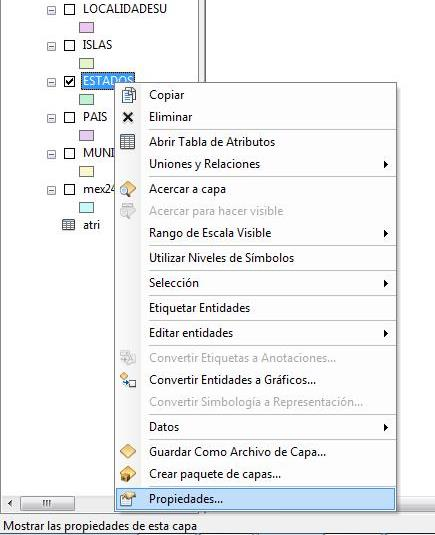 LOCALIDADESU
ISLAS
ESTADOS
PAIS
MUNI
mex24
atri
Copiar
Eliminar
Abrir Tabla de Atributos
Uniones y Relaciones
Acercar a capa
Acercar para hacer visible
Rango de Escala Visible
Utilizar Niveles de Símbolos
Selección
Etiquetar Entidades
Editar entidades
Convertir Etiquetas a Anotaciones...
Convertir Entidades a Gráficos...
Convertir Simbología a Representación...
Datos
Guardar Como Archivo de Capa...
Crear paquete de capas...
Propiedades...
Mostrar las propiedades de esta capa